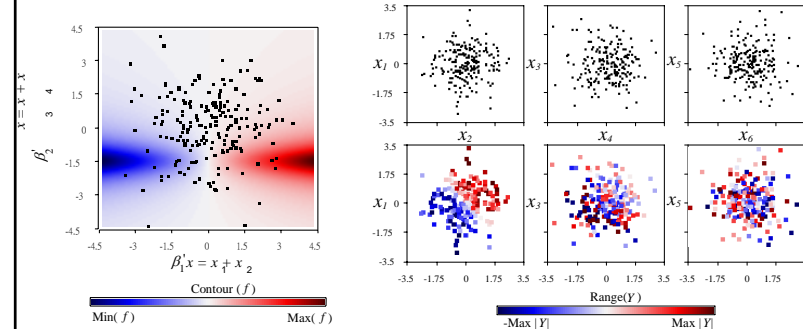 x = x + x
3 4
β'2
4.5
3
1.5
0
-1.5
-3
-4.5
-4.5 -3 -1.5 0 1.5 3 4.5
β'1x = x1 + x2
Contour (f)
Min(f) Max(f)
3.5
1.75
x1 0
-1.75
-3.5
x2
x3
x4
x5
x6
3.5
1.75
x1 0
-1.75
-3.5
x3
x5
-3.5 -1.75 0 1.75 3.5
-3.5 -1.75 0 1.75 3.5
-3.5 -1.75 0 1.75
Range(Y)
-Max |Y| Max |Y|